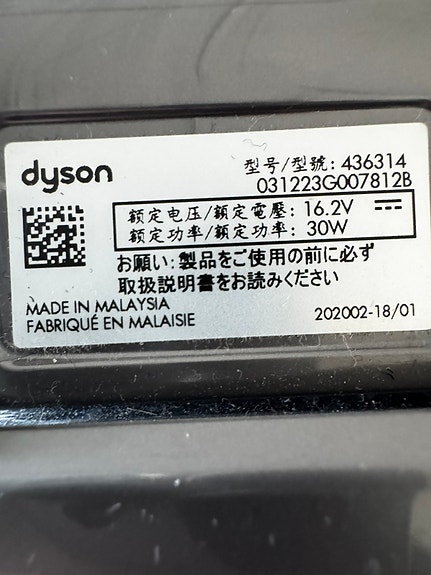 dyson
型号/型號: 436314
031223G007812B
额定电压/額定電壓: 16.2V
额定功率/額定功率: 30W
お願い: 製品をご使用の前に必ず
取扱説明書をお読みください
MADE IN MALAYSIA
FABRIQUÉ EN MALAISIE
202002-18/01